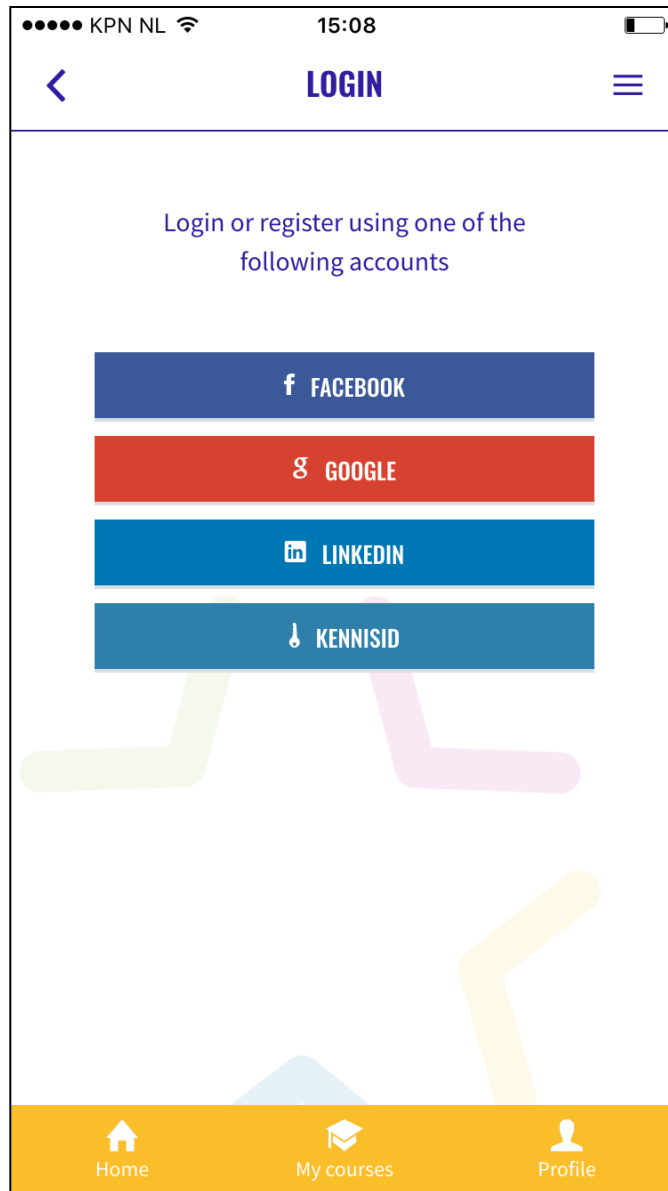 KPN NL 15:08
LOGIN
Login or register using one of the
following accounts
f FACEBOOK
g GOOGLE
in LINKEDIN
KENNISID
Home My courses Profile